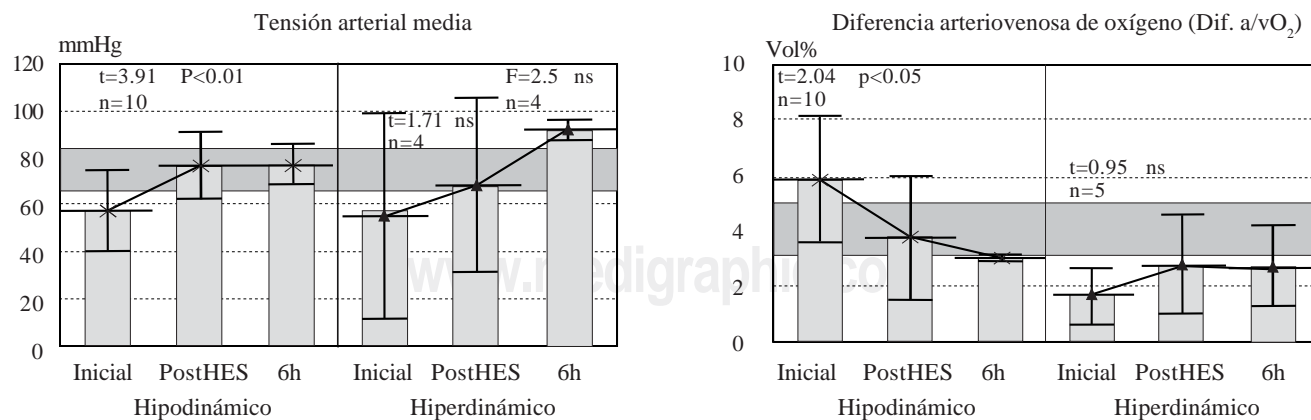 Tensión arterial media
mmHg
120
100
80
60
40
20
0
t=3.91 P<0.01
n=10
F=2.5 ns
n=4
t=1.71 ns
n=4
Inicial PostHES 6h Inicial PostHES 6h
Hipodinámico Hiperdinámico
Diferencia arteriovenosa de oxígeno (Dif. a/vO2)
Vol%
10
8
6
4
2
0
t=2.04 p<0.05
n=10
t=0.95 ns
n=5
Inicial PostHES 6h Inicial PostHES 6h
Hipodinámico Hiperdinámico